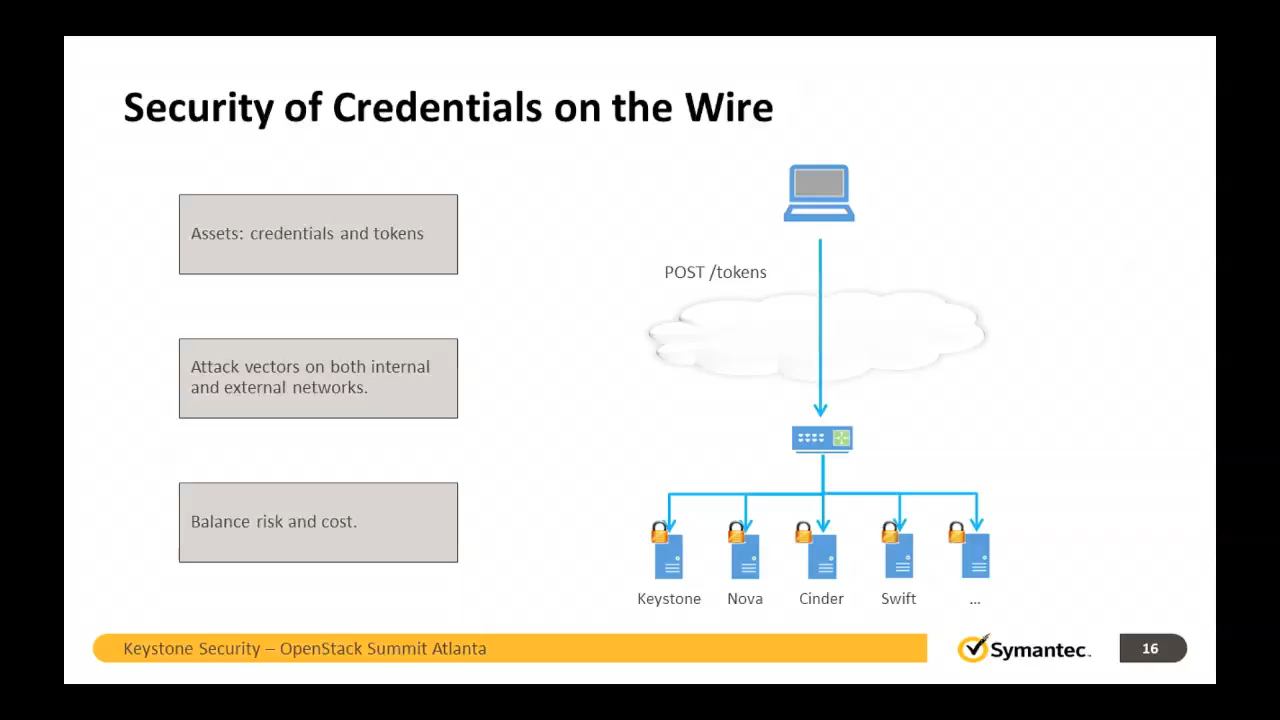 Security of Credentials on the Wire
Assets: credentials and tokens
Attack vectors on both internal
and external networks.
Balance risk and cost.
POST /tokens
Keystone
Nova
Cinder
Swift
...
Keystone Security – OpenStack Summit Atlanta
Symantec™
16